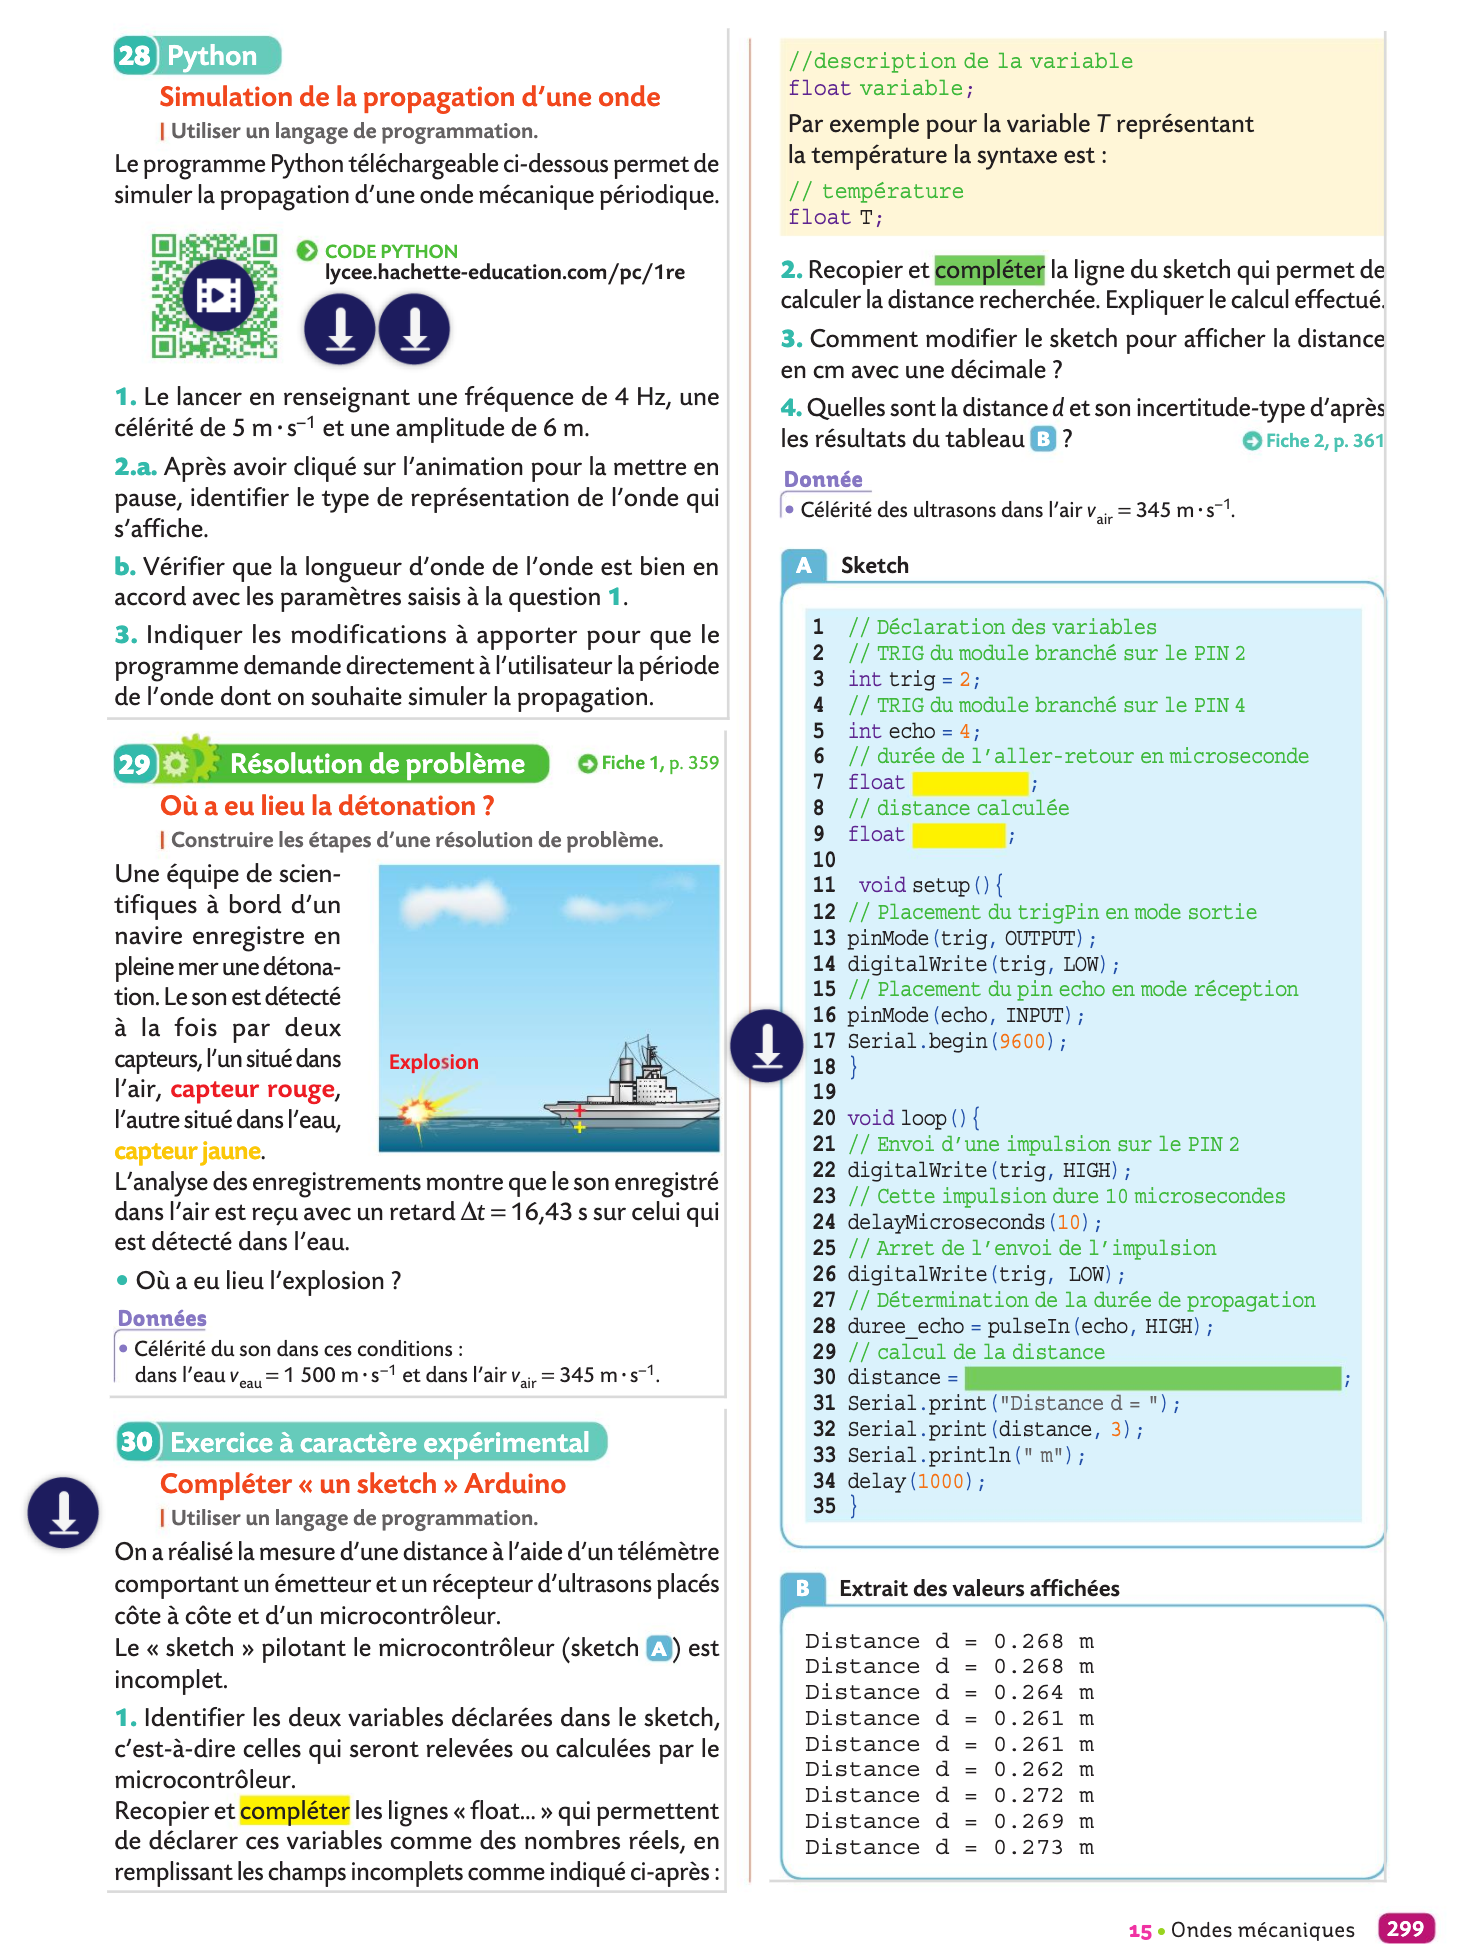 28 Python
Simulation de la propagation d'une onde
| Utiliser un langage de programmation.
Le programme Python téléchargeable ci-dessous permet de
simuler la propagation d'une onde mécanique périodique.
CODE PYTHON
lycee.hachette-education.com/pc/1re
1. Le lancer en renseignant une fréquence de 4 Hz, une
célérité de 5 m·s⁻¹ et une amplitude de 6 m.
2.a. Après avoir cliqué sur l'animation pour la mettre en
pause, identifier le type de représentation de l'onde qui
s'affiche.
b. Vérifier que la longueur d'onde de l'onde est bien en
accord avec les paramètres saisis à la question 1.
3. Indiquer les modifications à apporter pour que le
programme demande directement à l'utilisateur la période
de l'onde dont on souhaite simuler la propagation.
29 Résolution de problème
Fiche 1, p. 359
Où a eu lieu la détonation ?
| Construire les étapes d'une résolution de problème.
Une équipe de scien-
tifiques à bord d'un
navire enregistre en
pleine mer une détona-
tion. Le son est détecté
à la fois par deux
capteurs, l'un situé dans
l'air, capteur rouge,
l'autre situé dans l'eau,
capteur jaune.
Explosion
L'analyse des enregistrements montre que le son enregistré
dans l'air est reçu avec un retard Δt = 16,43 s sur celui qui
est détecté dans l'eau.
• Où a eu lieu l'explosion ?
Données
• Célérité du son dans ces conditions :
dans l'eau v eau = 1 500 m·s⁻¹ et dans l'air v air = 345 m·s⁻¹.
30 Exercice à caractère expérimental
Compléter « un sketch » Arduino
| Utiliser un langage de programmation.
On a réalisé la mesure d'une distance à l'aide d'un télémètre
comportant un émetteur et un récepteur d'ultrasons placés
côte à côte et d'un microcontrôleur.
Le « sketch » pilotant le microcontrôleur (sketch A) est
incomplet.
1. Identifier les deux variables déclarées dans le sketch,
c'est-à-dire celles qui seront relevées ou calculées par le
microcontrôleur.
Recopier et compléter les lignes « float... » qui permettent
de déclarer ces variables comme des nombres réels, en
remplissant les champs incomplets comme indiqué ci-après :
//description de la variable
float variable;
Par exemple pour la variable T représentant
la température la syntaxe est :
// température
float T;
2. Recopier et compléter la ligne du sketch qui permet de
calculer la distance recherchée. Expliquer le calcul effectué.
3. Comment modifier le sketch pour afficher la distance
en cm avec une décimale ?
4. Quelles sont la distance d et son incertitude-type d'après
les résultats du tableau B ?
Fiche 2, p. 361
Donnée
• Célérité des ultrasons dans l'air v air = 345 m·s⁻¹.
A Sketch
1 // Déclaration des variables
2 // TRIG du module branché sur le PIN 2
3 int trig = 2;
4 // TRIG du module branché sur le PIN 4
5 int echo = 4;
6 // durée de l'aller-retour en microseconde
7 float ;
8 // distance calculée
9 float ;
10
11 void setup(){
12 // Placement du trigPin en mode sortie
13 pinMode(trig, OUTPUT);
14 digitalWrite(trig, LOW);
15 // Placement du pin echo en mode réception
16 pinMode(echo, INPUT);
17 Serial.begin(9600);
18 }
19
20 void loop(){
21 // Envoi d'une impulsion sur le PIN 2
22 digitalWrite(trig, HIGH);
23 // Cette impulsion dure 10 microsecondes
24 delayMicroseconds(10);
25 // Arret de l'envoi de l'impulsion
26 digitalWrite(trig, LOW);
27 // Détermination de la durée de propagation
28 duree_echo = pulseIn(echo, HIGH);
29 // calcul de la distance
30 distance = ;
31 Serial.print("Distance d = ");
32 Serial.print(distance, 3);
33 Serial.println(" m");
34 delay(1000);
35 }
B Extrait des valeurs affichées
Distance d = 0.268 m
Distance d = 0.268 m
Distance d = 0.264 m
Distance d = 0.261 m
Distance d = 0.261 m
Distance d = 0.262 m
Distance d = 0.272 m
Distance d = 0.269 m
Distance d = 0.273 m
15 • Ondes mécaniques 299